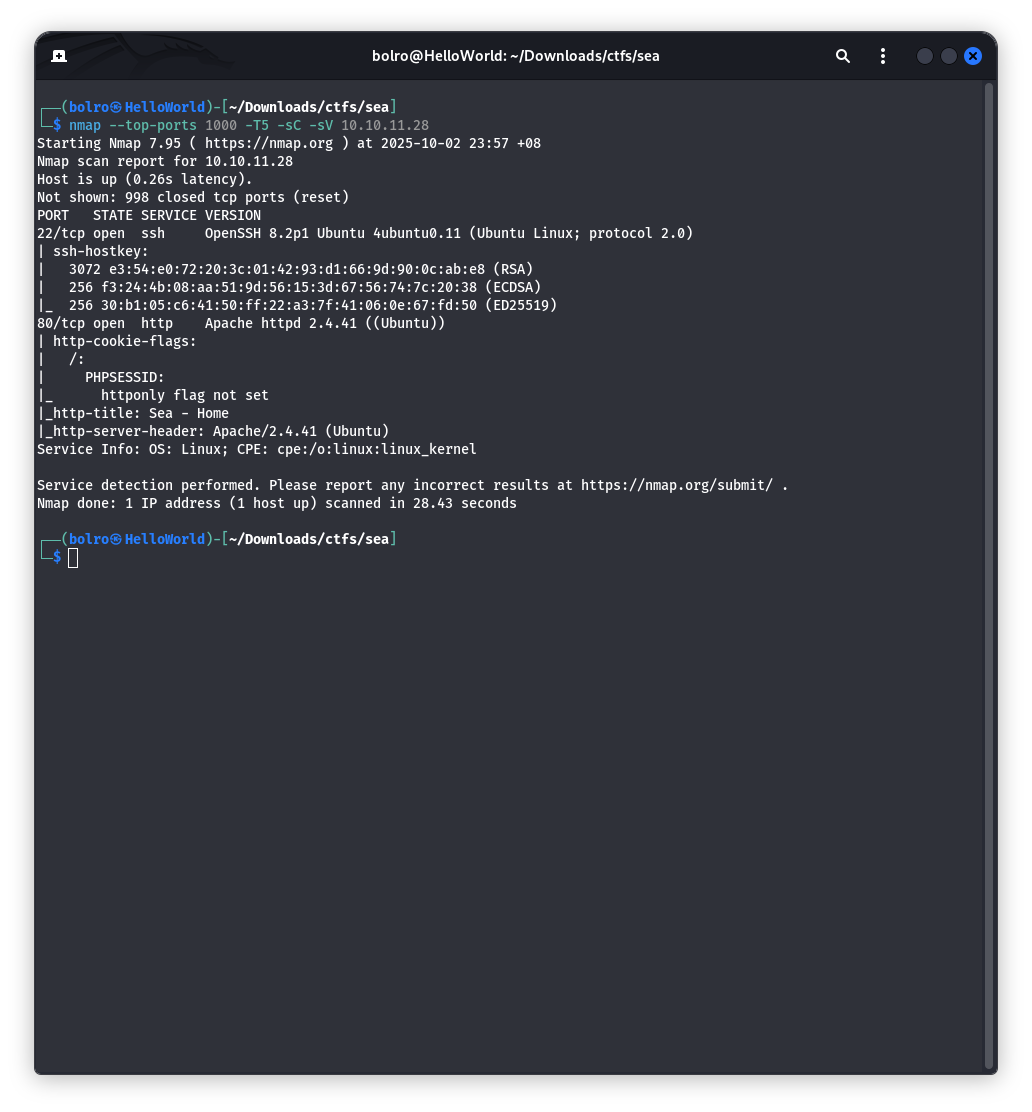 bolro@HelloWorld: ~/Downloads/ctfs/sea
┌──(bolro㉿HelloWorld)-[~/Downloads/ctfs/sea]
└─$ nmap --top-ports 1000 -T5 -sC -sV 10.10.11.28
Starting Nmap 7.95 ( https://nmap.org ) at 2025-10-02 23:57 +08
Nmap scan report for 10.10.11.28
Host is up (0.26s latency).
Not shown: 998 closed tcp ports (reset)
PORT   STATE SERVICE VERSION
22/tcp open  ssh     OpenSSH 8.2p1 Ubuntu 4ubuntu0.11 (Ubuntu Linux; protocol 2.0)
| ssh-hostkey:
|   3072 e3:54:e0:72:20:3c:01:42:93:d1:66:9d:90:0c:ab:e8 (RSA)
|   256 f3:24:4b:08:aa:51:9d:56:15:3d:67:56:74:7c:20:38 (ECDSA)
|_  256 30:b1:05:c6:41:50:ff:22:a3:7f:41:06:0e:67:fd:50 (ED25519)
80/tcp open  http    Apache httpd 2.4.41 ((Ubuntu))
| http-cookie-flags:
|   /:
|     PHPSESSID:
|_      httponly flag not set
|_http-title: Sea - Home
|_http-server-header: Apache/2.4.41 (Ubuntu)
Service Info: OS: Linux; CPE: cpe:/o:linux:linux_kernel
Service detection performed. Please report any incorrect results at https://nmap.org/submit/ .
Nmap done: 1 IP address (1 host up) scanned in 28.43 seconds
┌──(bolro㉿HelloWorld)-[~/Downloads/ctfs/sea]
└─$